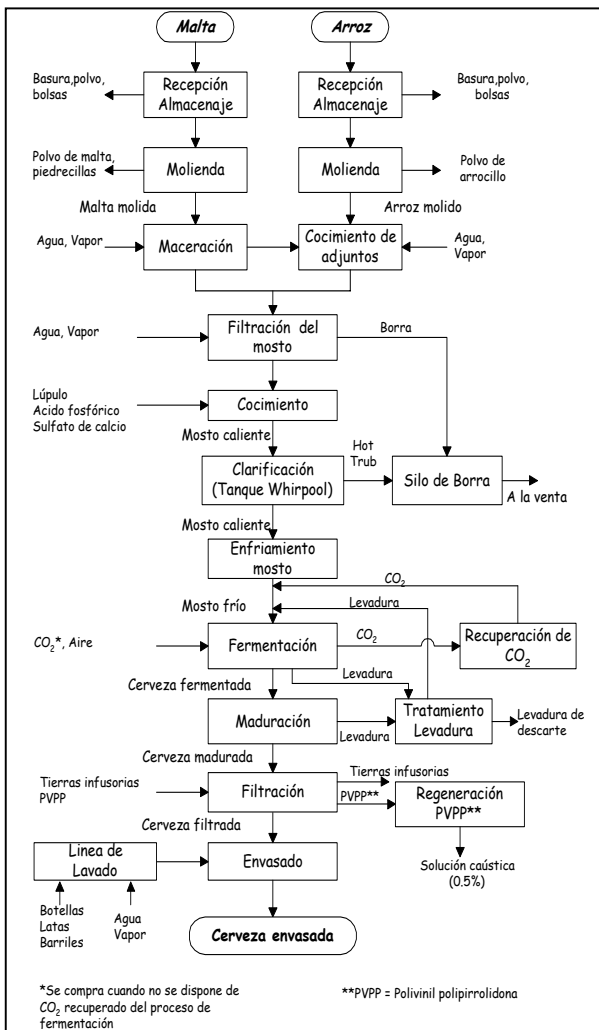 Malta
Arroz
Basura,polvo,
bolsas
Recepción
Almacenaje
Recepción
Almacenaje
Basura,polvo,
bolsas
Polvo de malta,
piedrecillas
Molienda
Molienda
Polvo de
arrocillo
Malta molida
Arroz molido
Agua, Vapor
Maceración
Cocimiento de
adjuntos
Agua,
Vapor
Agua, Vapor
Filtración del
mosto
Borra
Lúpulo
Acido fosfórico
Sulfato de calcio
Cocimiento
Mosto caliente
Clarificación
(Tanque Whirpool)
Hot
Trub
Silo de Borra
A la venta
Mosto caliente
Enfriamiento
mosto
CO2
Mosto frío
Levadura
CO2*, Aire
Fermentación
CO2
Recuperación de
CO2
Cerveza fermentada
Levadura
Maduración
Levadura
Tratamiento
Levadura
Levadura de
descarte
Cerveza madurada
Tierras infusorias
PVPP
Filtración
Tierras infusorias
PVPP**
Regeneración
PVPP**
Cerveza filtrada
Solución caústica
(0.5%)
Linea de
Lavado
Envasado
Botellas
Latas
Barriles
Agua
Vapor
Cerveza envasada
*Se compra cuando no se dispone de
CO2 recuperado del proceso de
fermentación
**PVPP = Polivinil polipirrolidona